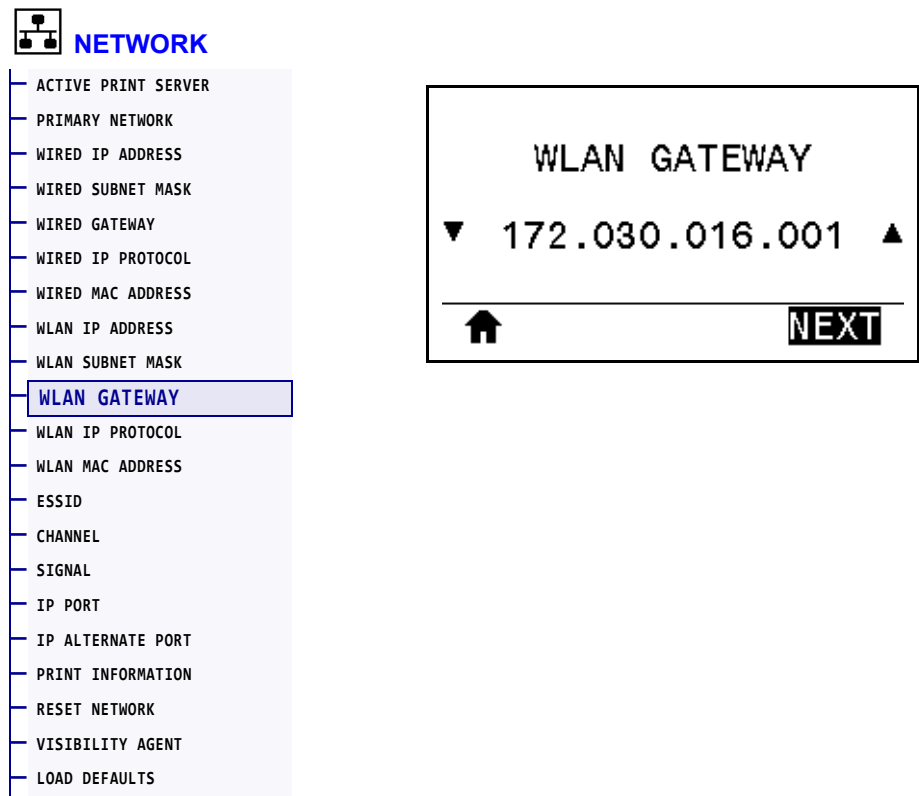 NETWORK
ACTIVE PRINT SERVER
PRIMARY NETWORK
WIRED IP ADDRESS
WIRED SUBNET MASK
WIRED GATEWAY
WIRED IP PROTOCOL
WIRED MAC ADDRESS
WLAN IP ADDRESS
WLAN SUBNET MASK
WLAN GATEWAY
WLAN IP PROTOCOL
WLAN MAC ADDRESS
ESSID
CHANNEL
SIGNAL
IP PORT
IP ALTERNATE PORT
PRINT INFORMATION
RESET NETWORK
VISIBILITY AGENT
LOAD DEFAULTS
WLAN GATEWAY
172.030.016.001
NEXT